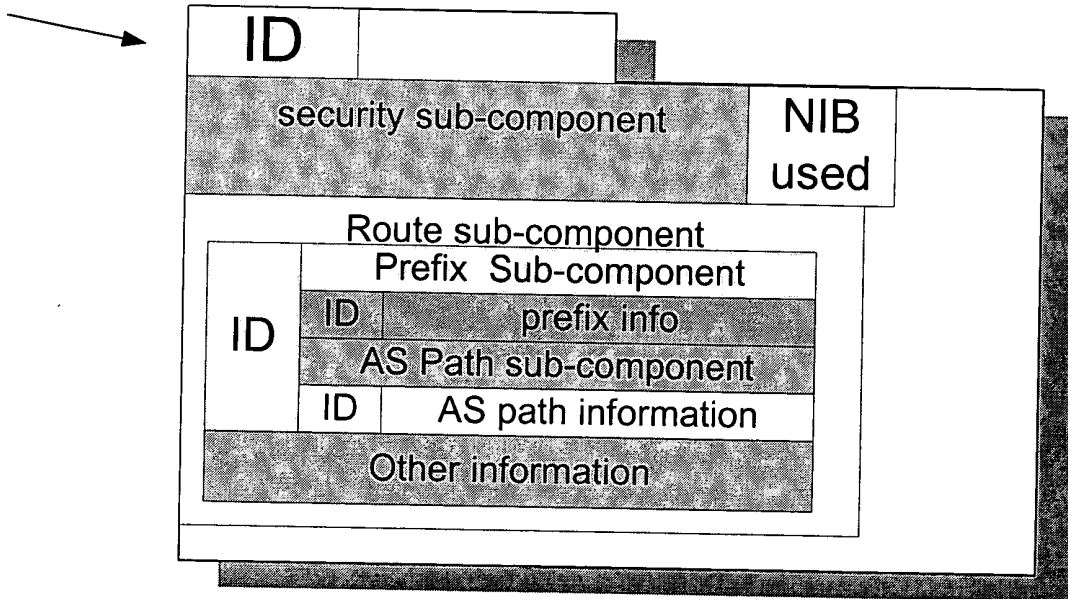 ID
security sub-component
NIB
used
Route sub-component
Prefix Sub-component
ID
ID prefix info
AS Path sub-component
ID AS path information
Other information